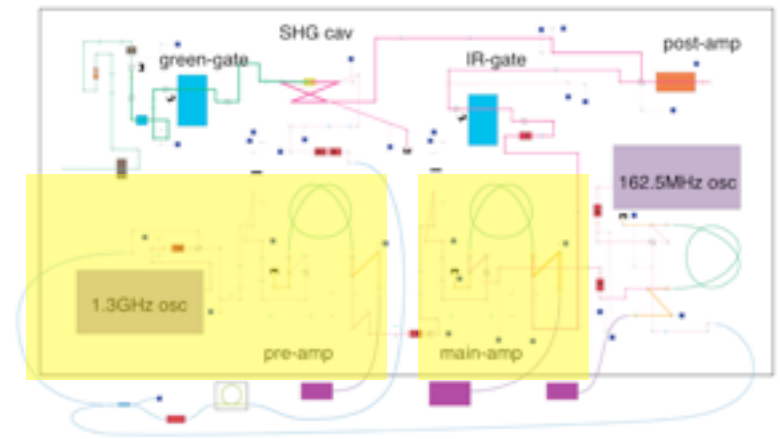 SHG cav
post-amp
green-gate
IR-gate
162.5MHz osc
1.3GHz osc
pre-amp
main-amp